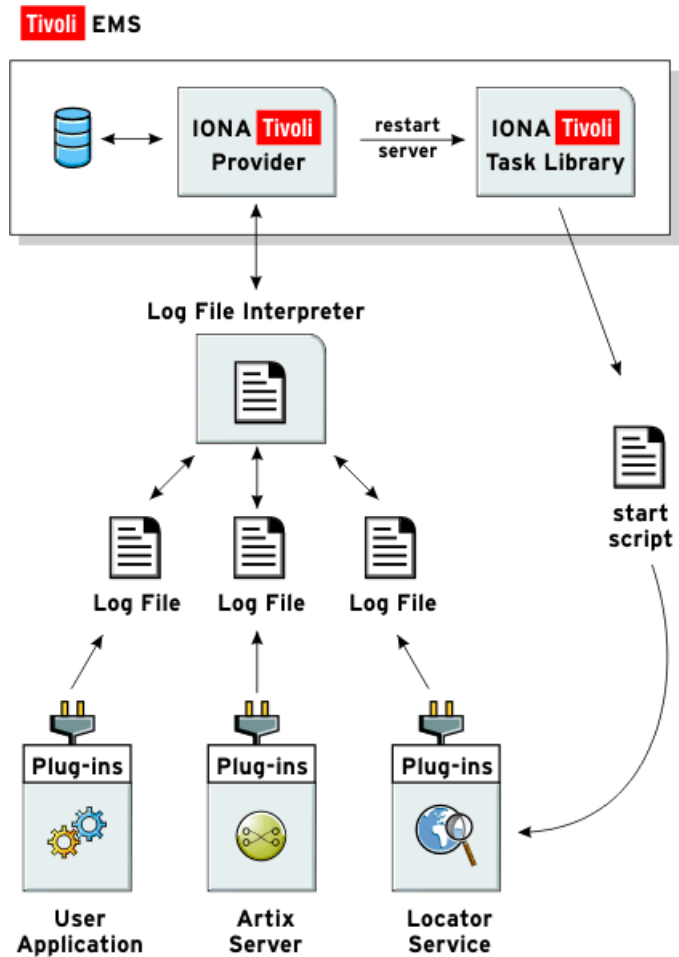 Tivoli EMS
IONA Tivoli
Provider
restart
server
IONA Tivoli
Task Library
Log File Interpreter
start
script
Log File
Log File
Log File
Plug-ins
Plug-ins
Plug-ins
User
Application
Artix
Server
Locator
Service